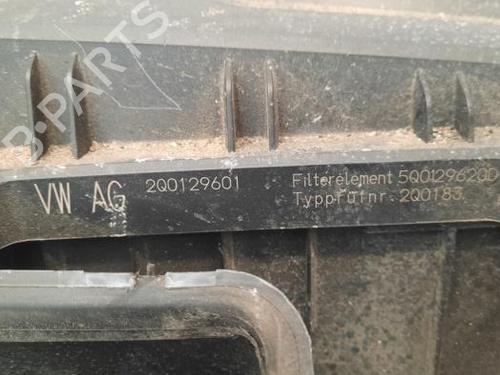 B-PARTS
VW AG 2Q0129601 Filterelement 5Q0129620D
Typprüfnr. 2Q0183